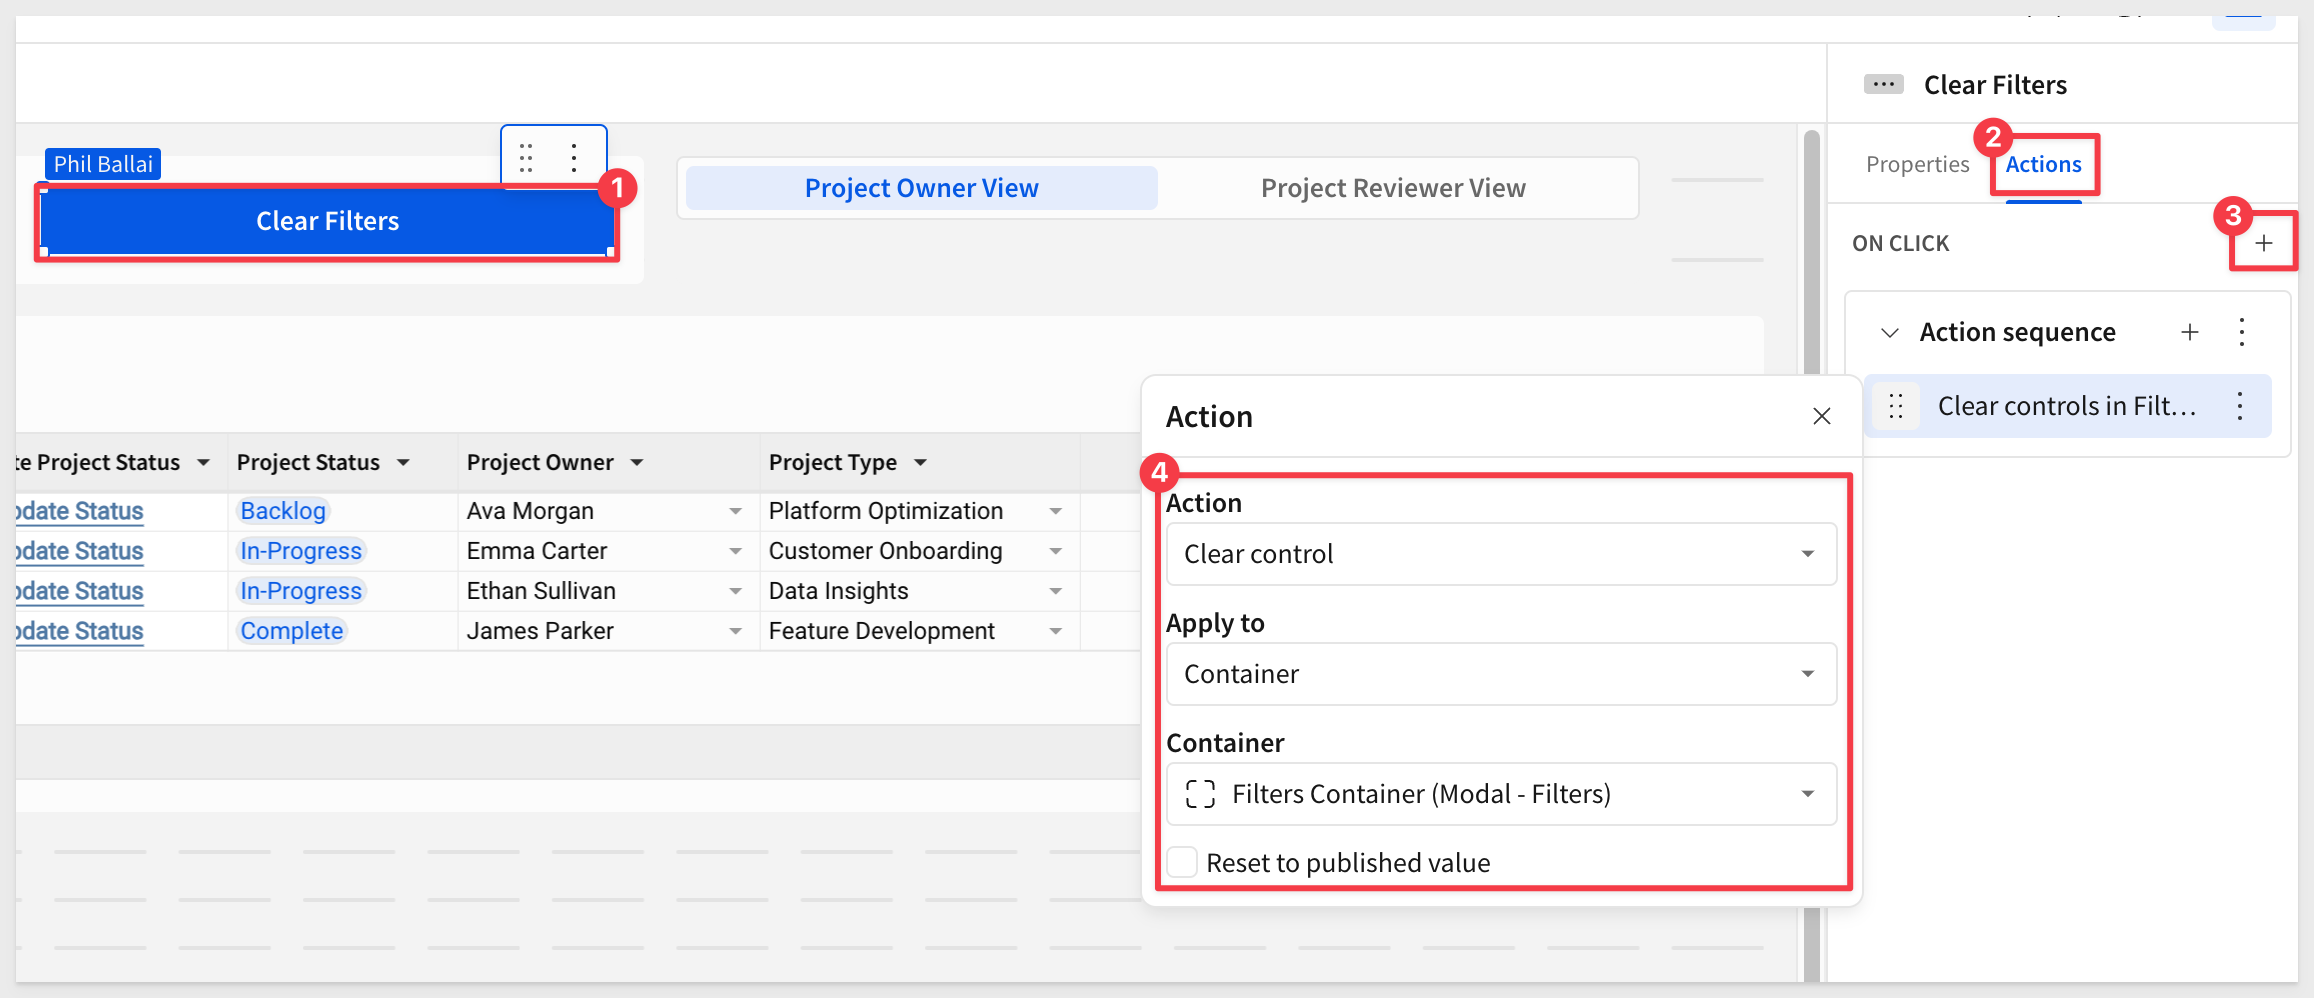 Clear Filters
2
Properties
Actions
Phil Ballai
1
Clear Filters
Project Owner View
Project Reviewer View
3
ON CLICK
Action sequence
Clear controls in Filt...
Action
te Project Status
Project Status
Project Owner
Project Type
date Status
Backlog
Ava Morgan
Platform Optimization
date Status
In-Progress
Emma Carter
Customer Onboarding
date Status
In-Progress
Ethan Sullivan
Data Insights
date Status
Complete
James Parker
Feature Development
4
Action
Clear control
Apply to
Container
Container
Filters Container (Modal - Filters)
Reset to published value